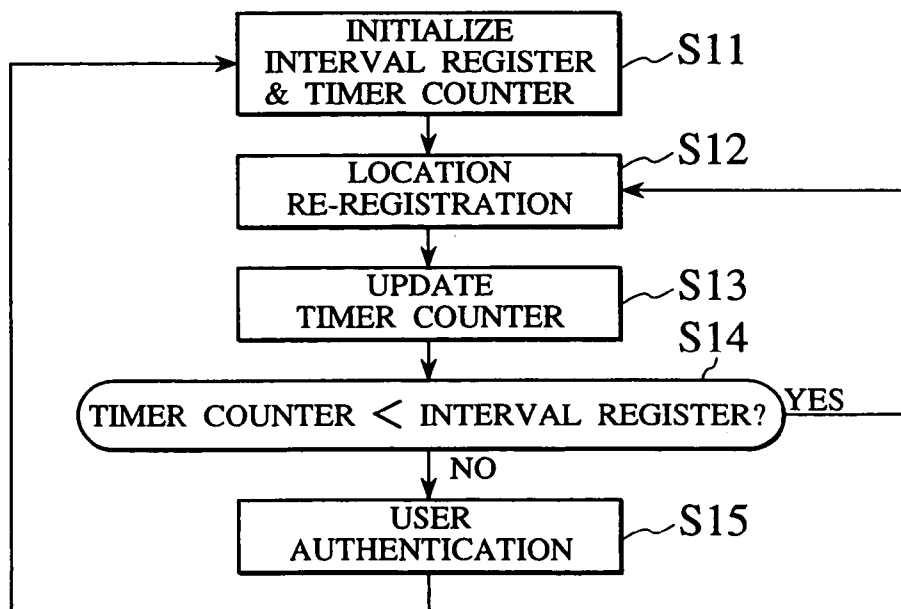 INITIALIZE
INTERVAL REGISTER
& TIMER COUNTER
S11
LOCATION
RE-REGISTRATION
S12
UPDATE
TIMER COUNTER
S13
S14
TIMER COUNTER < INTERVAL REGISTER?
YES
NO
USER
AUTHENTICATION
S15